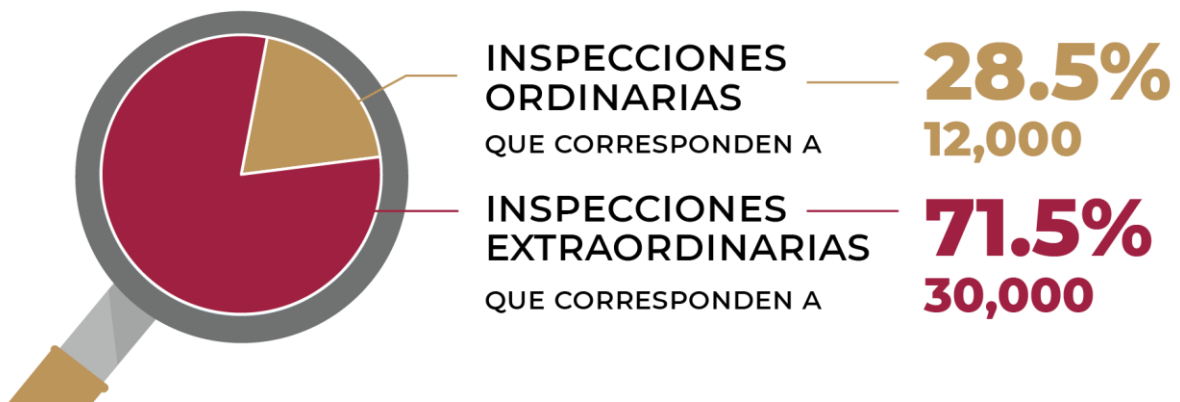 INSPECCIONES
ORDINARIAS
QUE CORRESPONDEN A
28.5%
12,000
INSPECCIONES
EXTRAORDINARIAS
QUE CORRESPONDEN A
71.5%
30,000